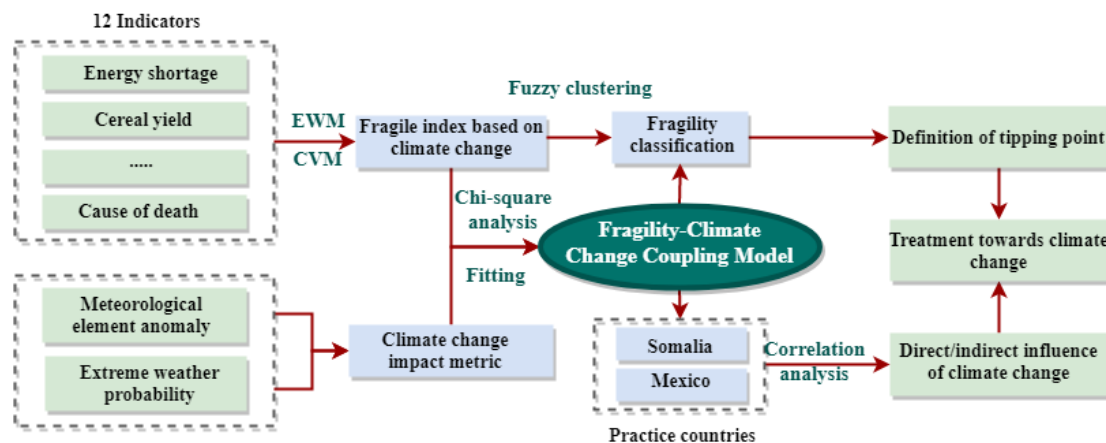 12 Indicators
Energy shortage
Cereal yield
.....
Cause of death
EWM
CVM
Fragile index based on
climate change
Fuzzy clustering
Fragility
classification
Definition of tipping point
Chi-square
analysis
Fitting
Fragility-Climate
Change Coupling Model
Treatment towards climate
change
Meteorological
element anomaly
Extreme weather
probability
Climate change
impact metric
Somalia
Mexico
Practice countries
Correlation
analysis
Direct/indirect influence
of climate change